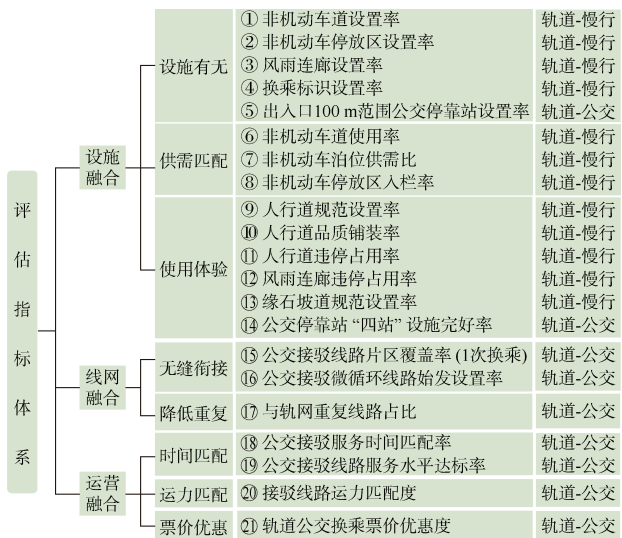 评估指标体系
设施融合
设施有无
① 非机动车道设置率 轨道-慢行
② 非机动车停放区设置率 轨道-慢行
③ 风雨连廊设置率 轨道-慢行
④ 换乘标识设置率 轨道-慢行
⑤ 出入口100 m范围公交停靠站设置率 轨道-公交
供需匹配
⑥ 非机动车道使用率 轨道-慢行
⑦ 非机动车泊位供需比 轨道-慢行
⑧ 非机动车停放区入栏率 轨道-慢行
使用体验
⑨ 人行道规范设置率 轨道-慢行
⑩ 人行道品质铺装率 轨道-慢行
⑪ 人行道违停占用率 轨道-慢行
⑫ 风雨连廊违停占用率 轨道-慢行
⑬ 缘石坡道规范设置率 轨道-慢行
⑭ 公交停靠站“四站”设施完好率 轨道-公交
线网融合
无缝衔接
⑮ 公交接驳线路片区覆盖率 (1次换乘) 轨道-公交
⑯ 公交接驳微循环线路始发设置率 轨道-公交
降低重复
⑰ 与轨网重复线路占比 轨道-公交
运营融合
时间匹配
⑱ 公交接驳服务时间匹配率 轨道-公交
⑲ 公交接驳线路服务水平达标率 轨道-公交
运力匹配
⑳ 接驳线路运力匹配度 轨道-公交
票价优惠
㉑ 轨道公交换乘票价优惠度 轨道-公交